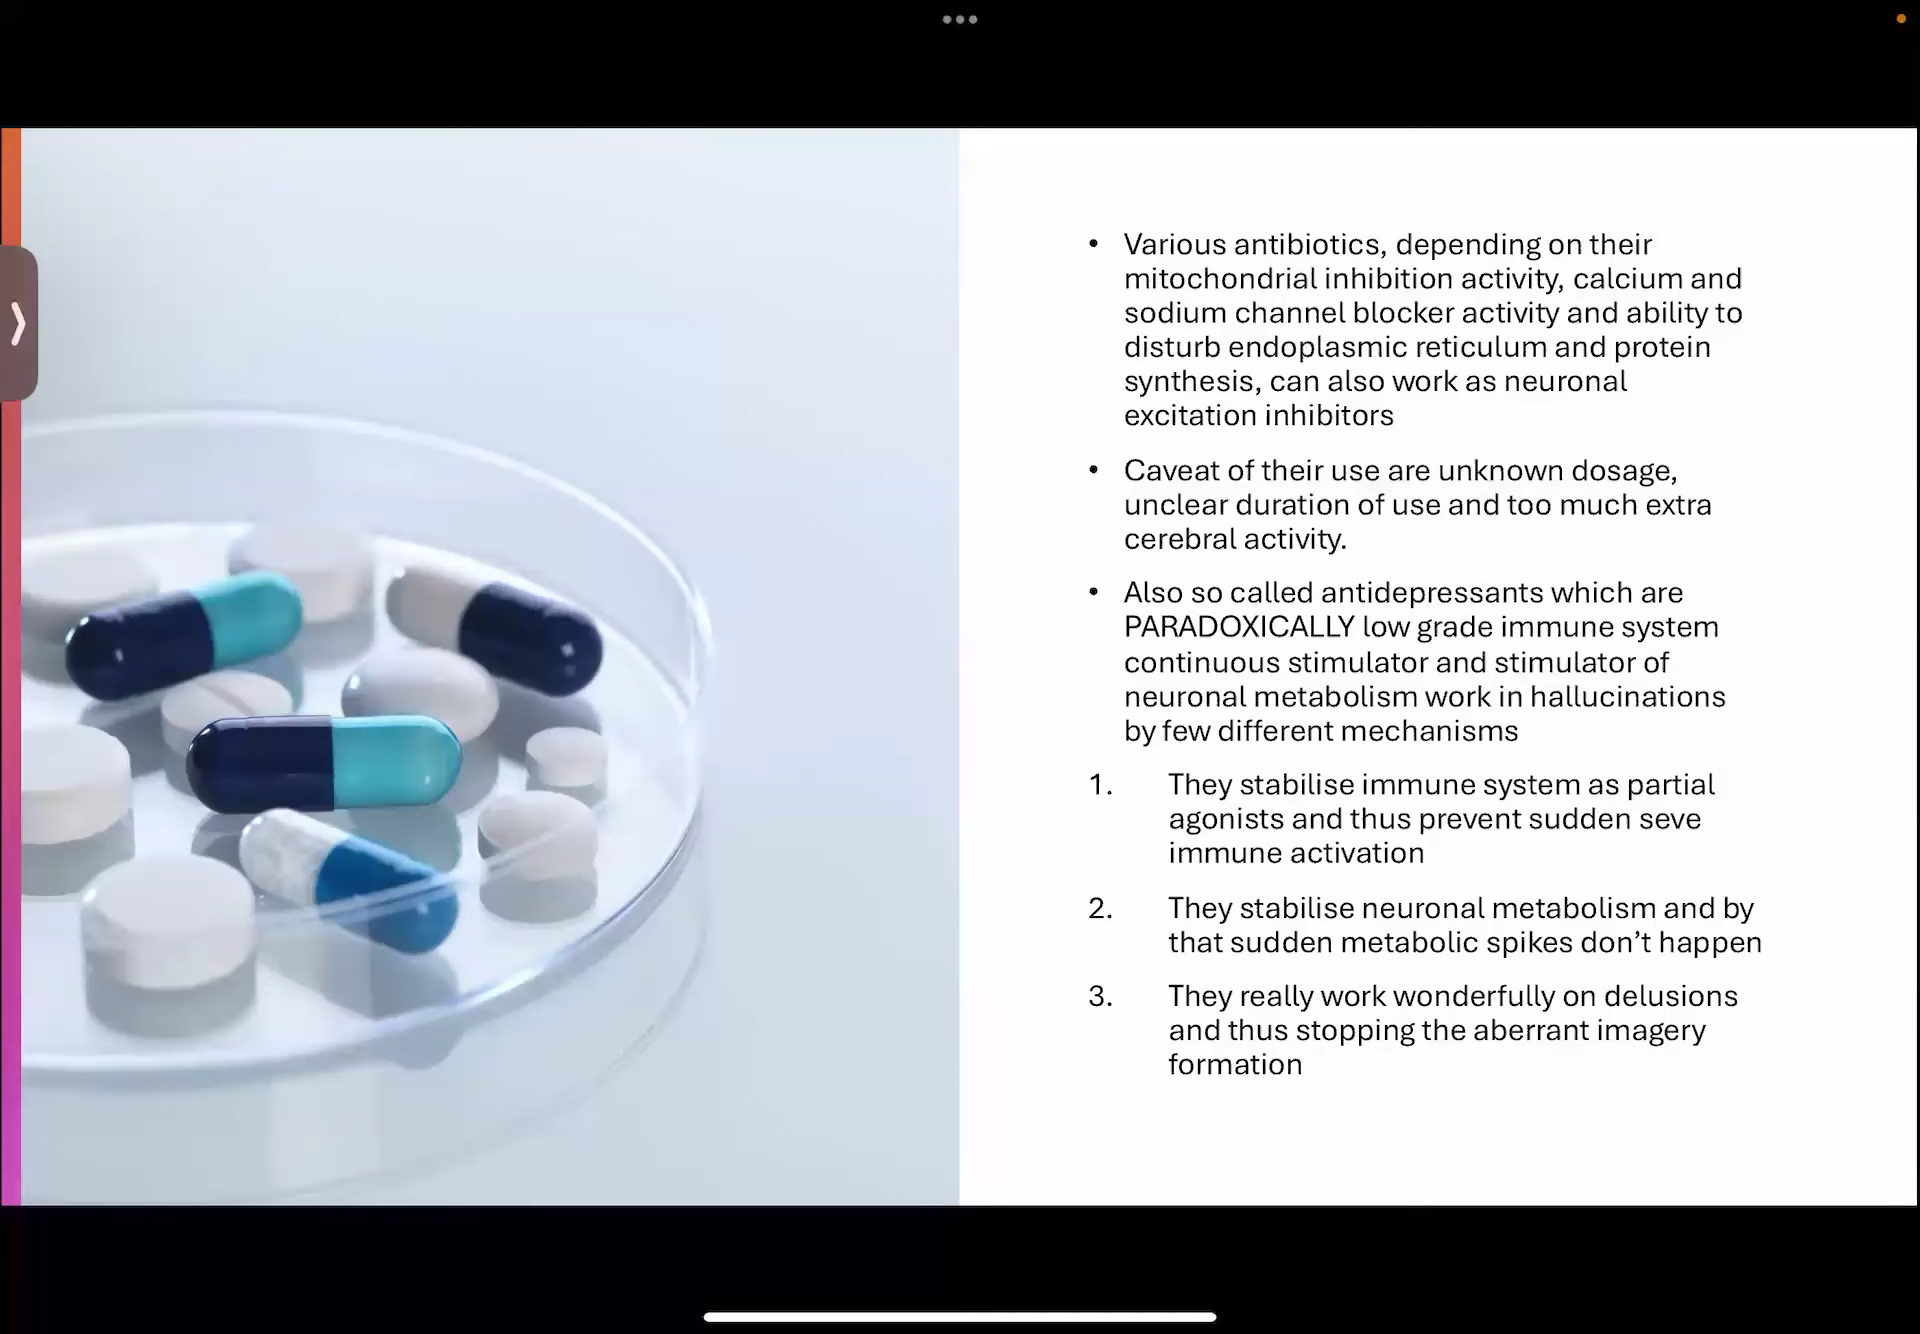 • Various antibiotics, depending on their
mitochondrial inhibition activity, calcium and
sodium channel blocker activity and ability to
disturb endoplasmic reticulum and protein
synthesis, can also work as neuronal
excitation inhibitors
• Caveat of their use are unknown dosage,
unclear duration of use and too much extra
cerebral activity.
• Also so called antidepressants which are
PARADOXICALLY low grade immune system
continuous stimulator and stimulator of
neuronal metabolism work in hallucinations
by few different mechanisms
1. They stabilise immune system as partial
agonists and thus prevent sudden seve
immune activation
2. They stabilise neuronal metabolism and by
that sudden metabolic spikes don’t happen
3. They really work wonderfully on delusions
and thus stopping the aberrant imagery
formation